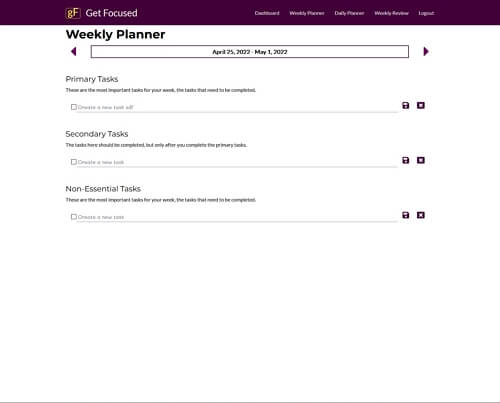 gF Get Focused Dashboard Weekly Planner Daily Planner Weekly Review Logout
Weekly Planner
April 25, 2022 - May 1, 2022
Primary Tasks
These are the most important tasks for your week, the tasks that need to be completed.
Create a new task adf
Secondary Tasks
The tasks here should be completed, but only after you complete the primary tasks.
Create a new task
Non-Essential Tasks
These are the most important tasks for your week, the tasks that need to be completed.
Create a new task